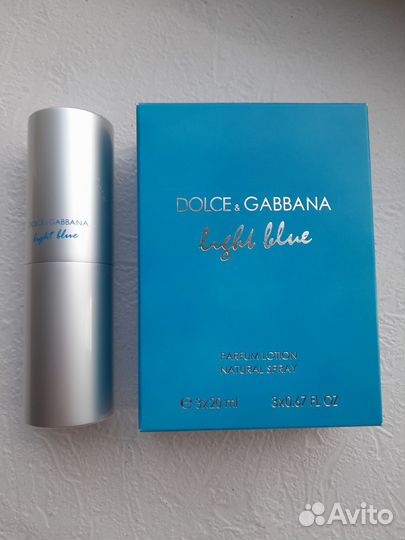 DOLCE & GABBANA
light blue
DOLCE & GABBANA
light blue
PARFUM LOTION
NATURAL SPRAY
℮ 3x20 ml 3x0.67 FL OZ
Avito